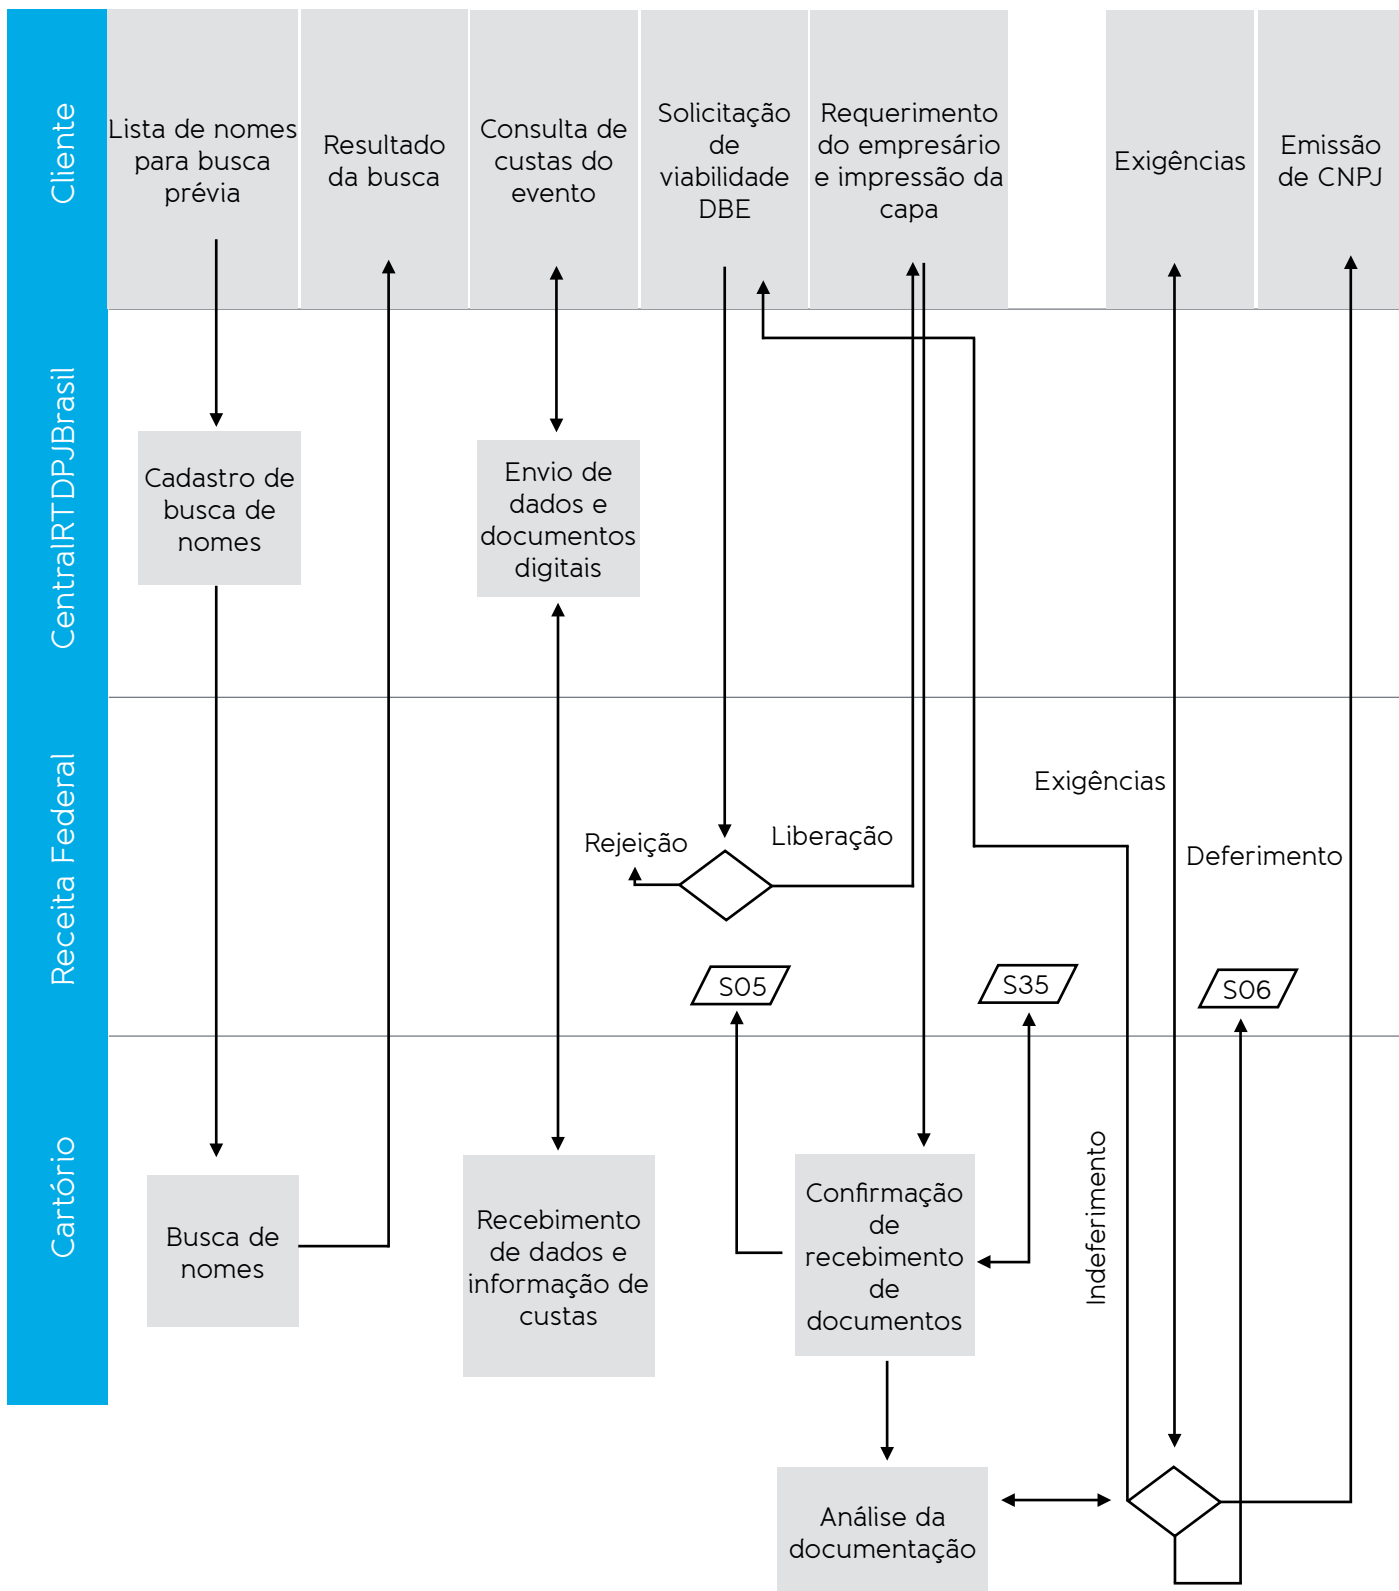 Cliente
Lista de nomes
para busca
prévia
Resultado
da busca
Consulta de
custas do
evento
Solicitação
de
viabilidade
DBE
Requerimento
do empresário
e impressão da
capa
Exigências
Emissão
de CNPJ
CentralRTDPJBrasil
Cadastro de
busca de
nomes
Envio de
dados e
documentos
digitais
Receita Federal
Rejeição
Liberação
Exigências
Deferimento
S05
S35
S06
Cartório
Busca de
nomes
Recebimento
de dados e
informação de
custas
Confirmação
de
recebimento
de
documentos
Indeferimento
Análise da
documentação